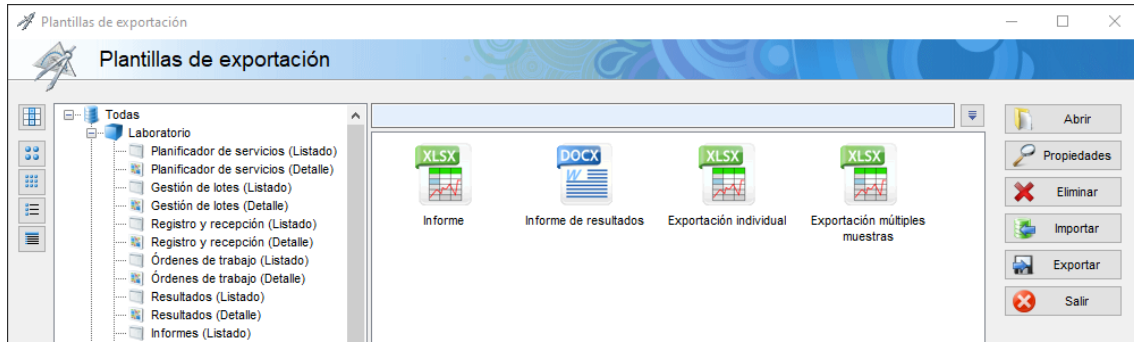 Plantillas de exportación
Plantillas de exportación
Todas
Laboratorio
Planificador de servicios (Listado)
Planificador de servicios (Detalle)
Gestión de lotes (Listado)
Gestión de lotes (Detalle)
Registro y recepción (Listado)
Registro y recepción (Detalle)
Órdenes de trabajo (Listado)
Órdenes de trabajo (Detalle)
Resultados (Listado)
Resultados (Detalle)
Informes (Listado)
XLSX
Informe
DOCX
W
Informe de resultados
XLSX
Exportación individual
XLSX
Exportación múltiples
muestras
Abrir
Propiedades
Eliminar
Importar
Exportar
Salir